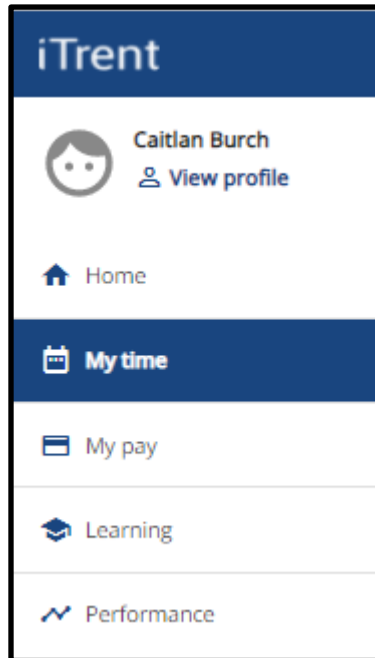 iTrent
Caitlan Burch
View profile
Home
My time
My pay
Learning
Performance